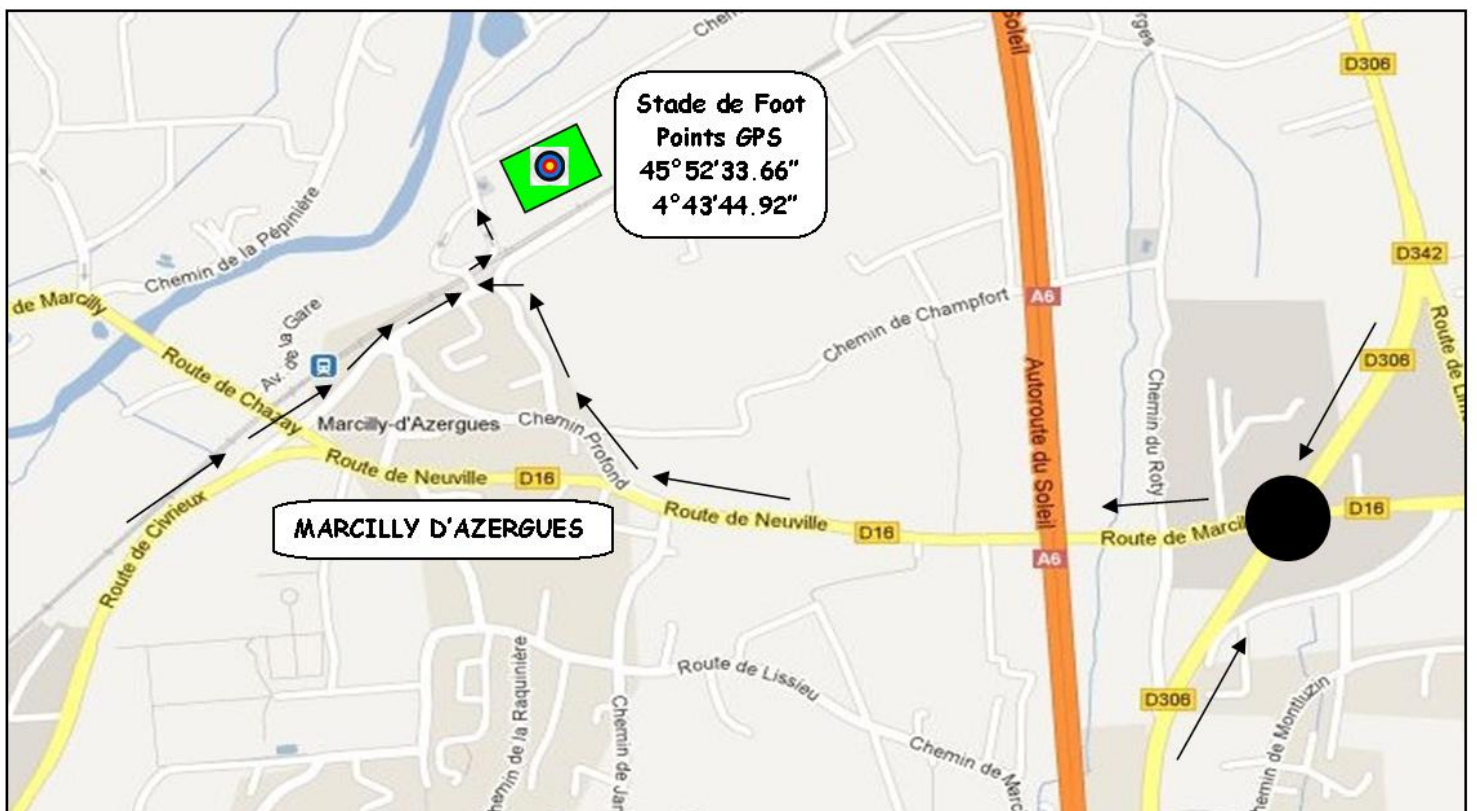 Soleil
D306
Stade de Foot
Points GPS
45°52'33.66"
4°43'44.92"
Chemin de la Pépinière
D342
de Marcilly
Av. de la Gare
A6
Chemin de Champfort
Route de
D306
Route de Chazay
Autoroute du Soleil
Chemin du Roty
Marcilly-d'Azergues
Chemin Profond
Route de Neuville
D16
Route de Civrieux
MARCILLY D'AZERGUES
Route de Neuville
D16
A6
Route de
D16
Route de Lissieu
D306
Chemin de la Raquinière
Chemin de
Chemin de
Chemin de Montluzin